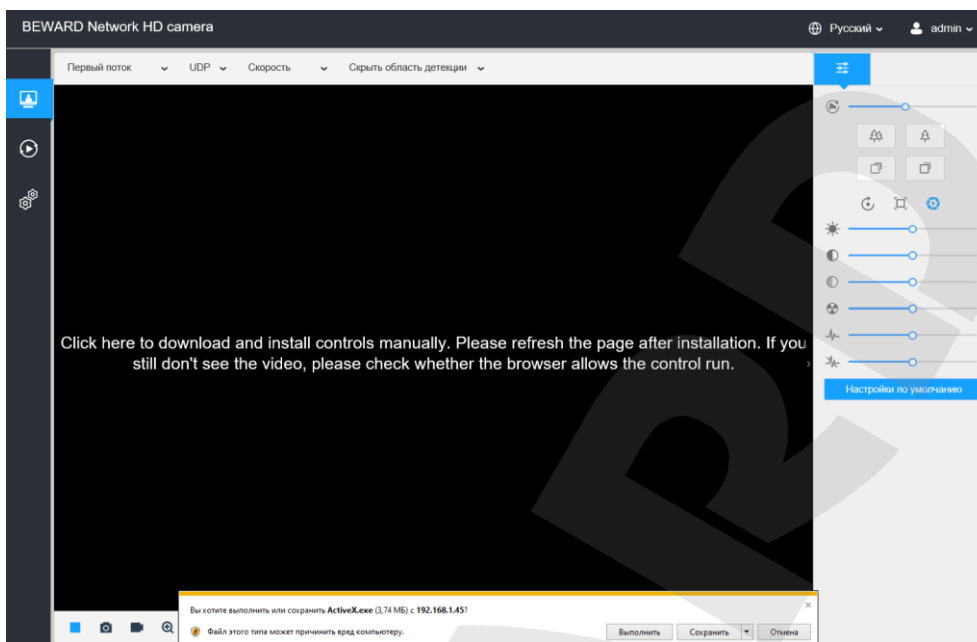 BEWARD Network HD camera
Русский
admin
Первый поток
UDP
Скорость
Скрыть область детекции
Click here to download and install controls manually. Please refresh the page after installation. If you
still don't see the video, please check whether the browser allows the control run.
Настройки по умолчанию
Вы хотите выполнить или сохранить ActiveX.exe (3,74 МБ) с 192.168.1.45?
Файл этого типа может причинить вред компьютеру.
Выполнить
Сохранить
Отмена